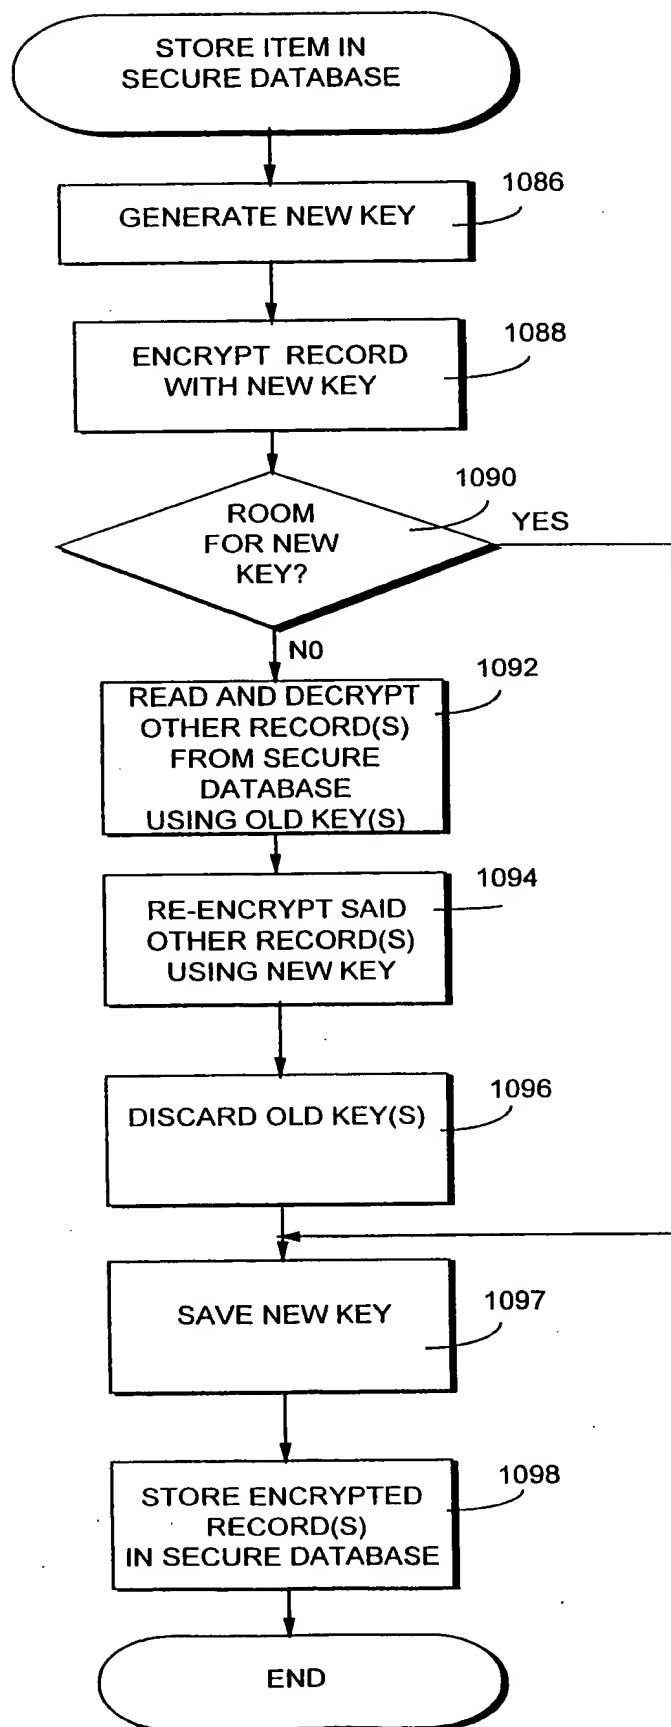 STORE ITEM IN
SECURE DATABASE
1086
GENERATE NEW KEY
1088
ENCRYPT RECORD
WITH NEW KEY
1090
ROOM
FOR NEW
KEY?
YES
NO
1092
READ AND DECRYPT
OTHER RECORD(S)
FROM SECURE
DATABASE
USING OLD KEY(S)
1094
RE-ENCRYPT SAID
OTHER RECORD(S)
USING NEW KEY
1096
DISCARD OLD KEY(S)
1097
SAVE NEW KEY
1098
STORE ENCRYPTED
RECORD(S)
IN SECURE DATABASE
END